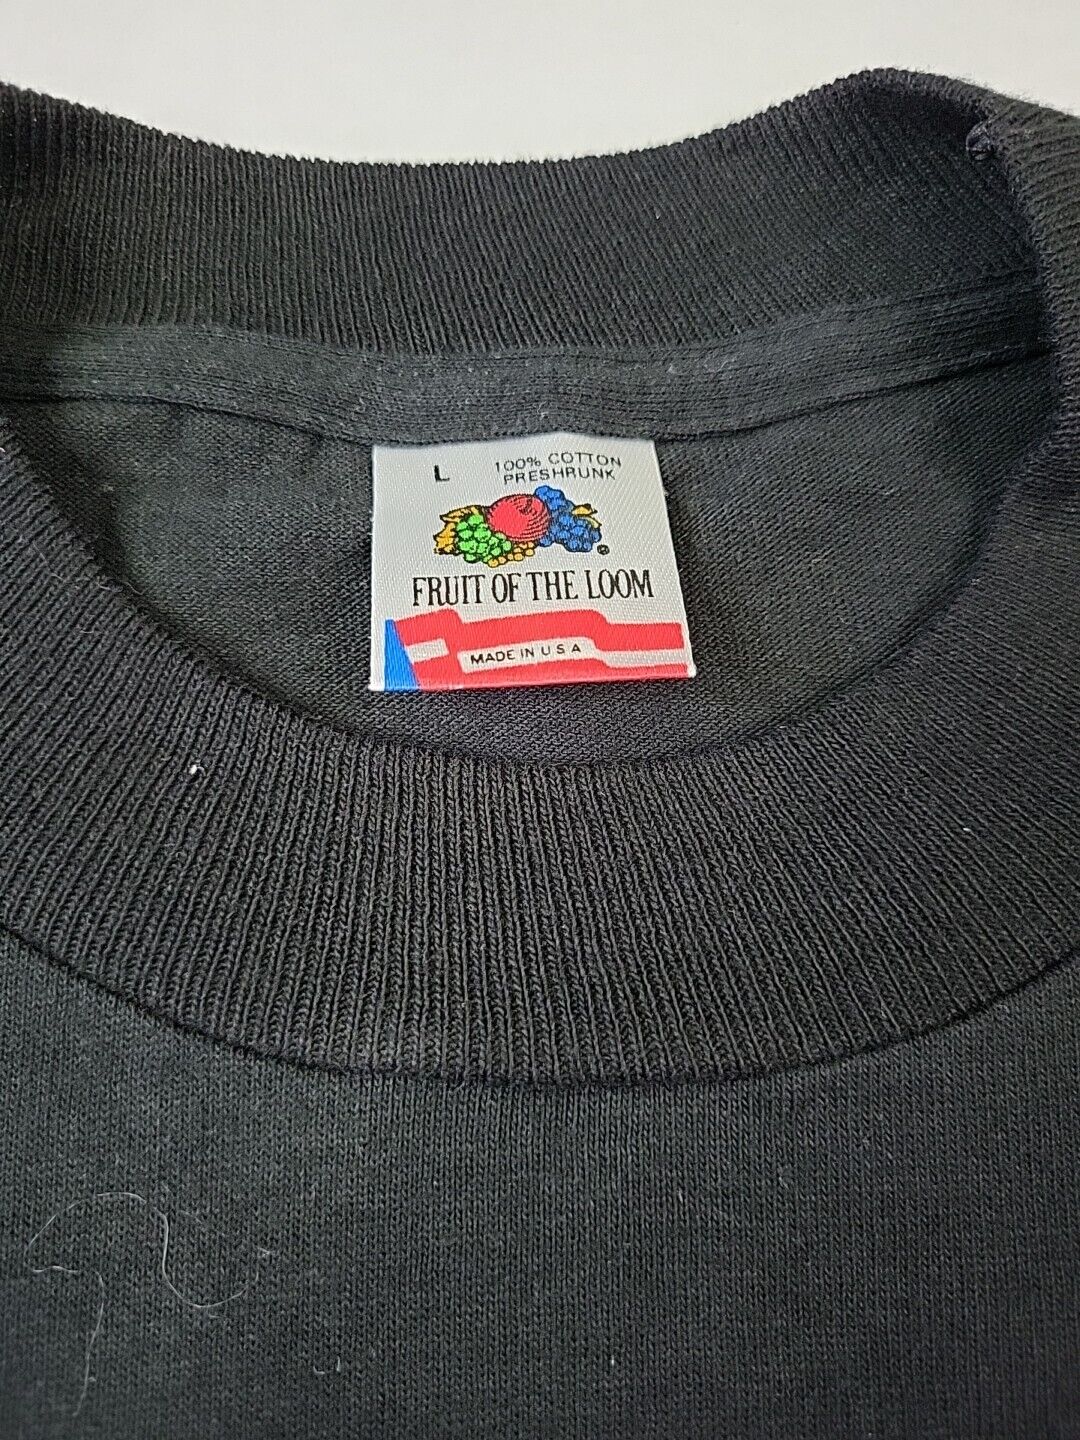 L
100% COTTON
PRESHRUNK
®
FRUIT OF THE LOOM
MADE IN U S A